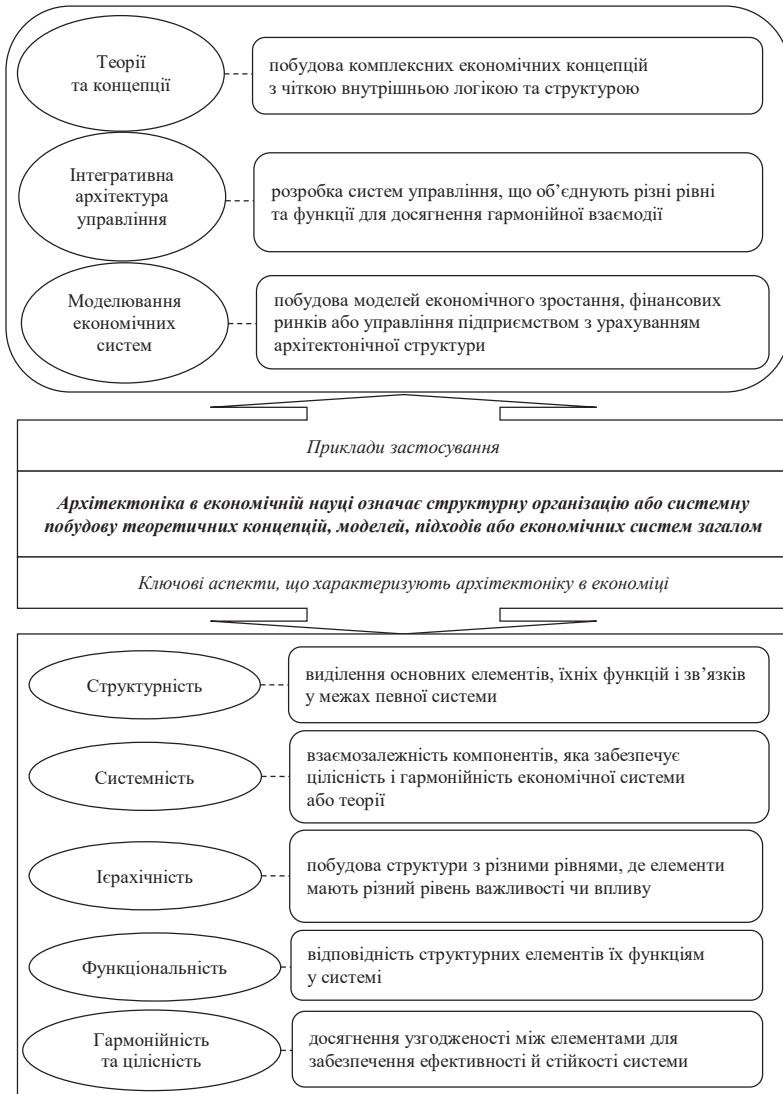 Теорії
та концепції
побудова комплексних економічних концепцій
з чіткою внутрішньою логікою та структурою
Інтегративна
архітектура
управління
розробка систем управління, що об’єднують різні рівні
та функції для досягнення гармонійної взаємодії
Моделювання
економічних
систем
побудова моделей економічного зростання, фінансових
ринків або управління підприємством з урахуванням
архітектонічної структури
Приклади застосування
Архітектоніка в економічній науці означає структурну організацію або системну
побудову теоретичних концепцій, моделей, підходів або економічних систем загалом
Ключові аспекти, що характеризують архітектоніку в економіці
Структурність
виділення основних елементів, їхніх функцій і зв’язків
у межах певної системи
Системність
взаємозалежність компонентів, яка забезпечує
цілісність і гармонійність економічної системи
або теорії
Ієрахічність
побудова структури з різними рівнями, де елементи
мають різний рівень важливості чи впливу
Функціональність
відповідність структурних елементів їх функціям
у системі
Гармонійність
та цілісність
досягнення узгодженості між елементами для
забезпечення ефективності й стійкості системи